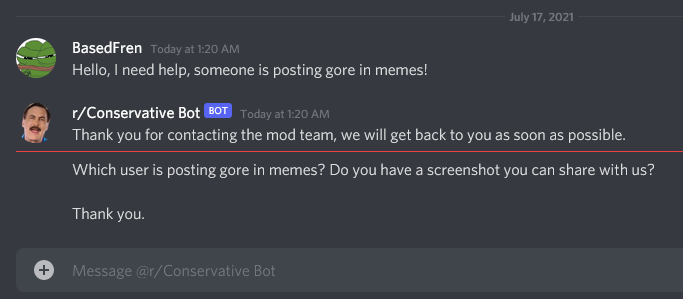 July 17, 2021
BasedFren Today at 1:20 AM
Hello, I need help, someone is posting gore in memes!
r/Conservative Bot BOT Today at 1:20 AM
Thank you for contacting the mod team, we will get back to you as soon as possible.
Which user is posting gore in memes? Do you have a screenshot you can share with us?
Thank you.
Message @r/Conservative Bot